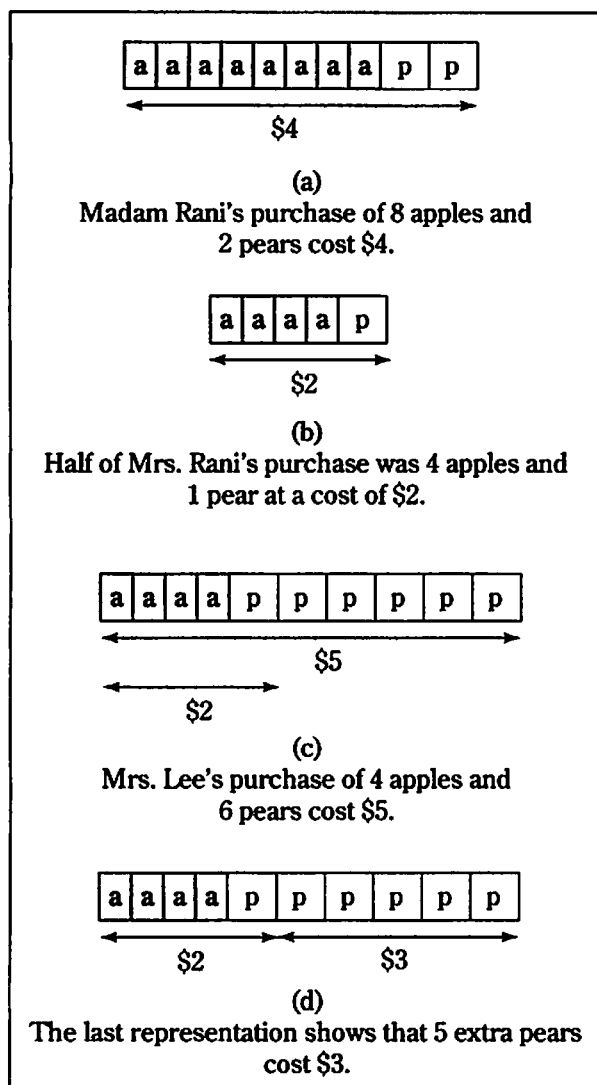 a a a a a a a a p p
$4
(a)
Madam Rani's purchase of 8 apples and
2 pears cost $4.
a a a a p
$2
(b)
Half of Mrs. Rani's purchase was 4 apples and
1 pear at a cost of $2.
a a a a p p p p p p
$5
$2
(c)
Mrs. Lee's purchase of 4 apples and
6 pears cost $5.
a a a a p p p p p p
$2 $3
(d)
The last representation shows that 5 extra pears
cost $3.